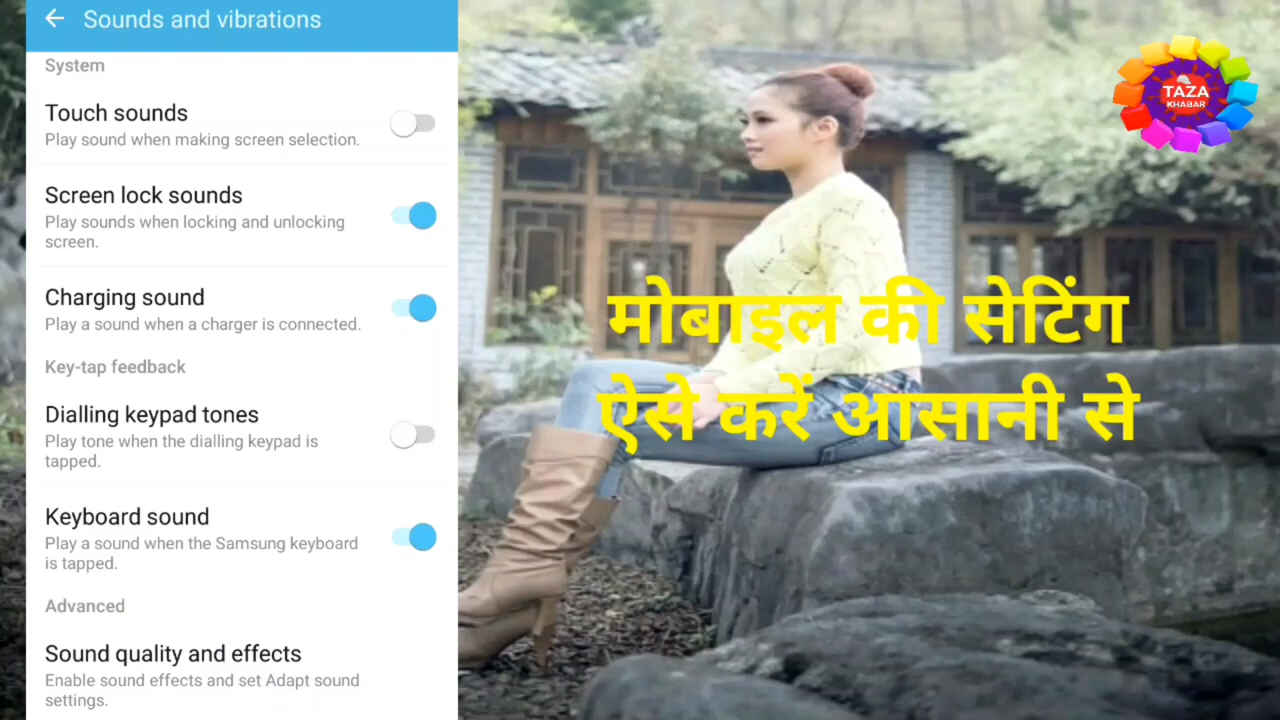 Sounds and vibrations
System
Touch sounds
Play sound when making screen selection.
Screen lock sounds
Play sounds when locking and unlocking
screen.
Charging sound
Play a sound when a charger is connected.
Key-tap feedback
Dialling keypad tones
Play tone when the dialling keypad is
tapped.
Keyboard sound
Play a sound when the Samsung keyboard
is tapped.
Advanced
Sound quality and effects
Enable sound effects and set Adapt sound
settings.
TAZA
KHABAR
मोबाइल की सेटिंग
ऐसे करें आसानी से